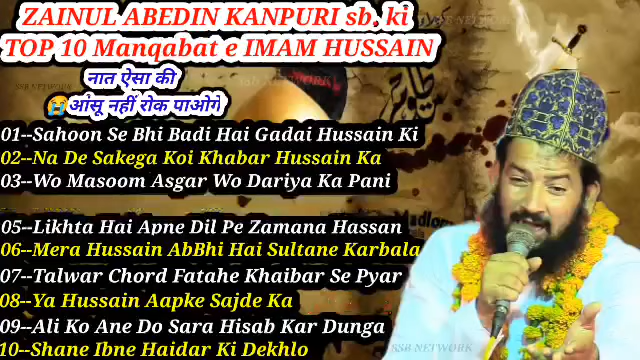 ZAINUL ABEDIN KANPURI sb. ki
TOP 10 Manqabat e IMAM HUSSAIN
नात ऐसा की
😭आंसू नहीं रोक पाओगे
01--Sahoon Se Bhi Badi Hai Gadai Hussain Ki
02--Na De Sakega Koi Khabar Hussain Ka
03--Wo Masoom Asgar Wo Dariya Ka Pani
05--Likhta Hai Apne Dil Pe Zamana Hassan
06--Mera Hussain AbBhi Hai Sultane Karbala
07--Talwar Chord Fatahe Khaibar Se Pyar
08--Ya Hussain Aapke Sajde Ka
09--Ali Ko Ane Do Sara Hisab Kar Dunga
10--Shane Ibne Haidar Ki Dekhlo
SSB NETWORK